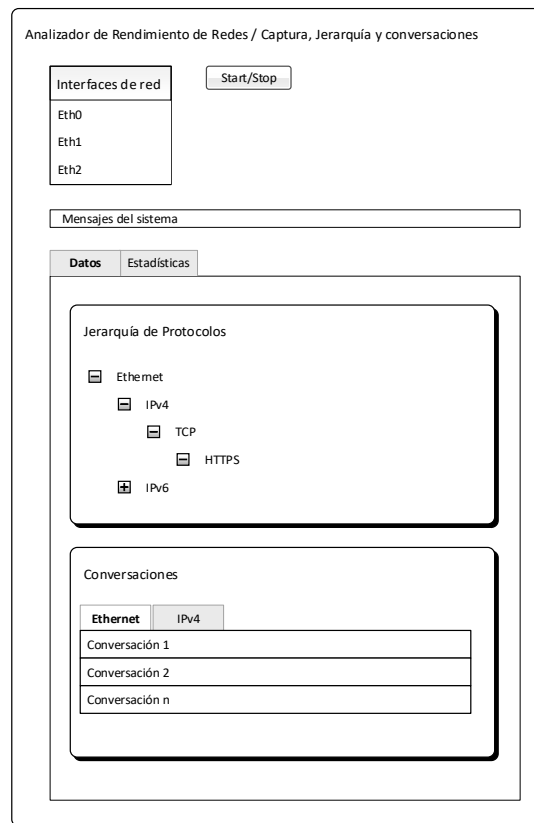 Analizador de Rendimiento de Redes / Captura, Jerarquía y conversaciones
Interfaces de red
Start/Stop
Eth0
Eth1
Eth2
Mensajes del sistema
Datos
Estadísticas
Jerarquía de Protocolos
Ethernet
IPv4
TCP
HTTPS
IPv6
Conversaciones
Ethernet
IPv4
Conversación 1
Conversación 2
Conversación n